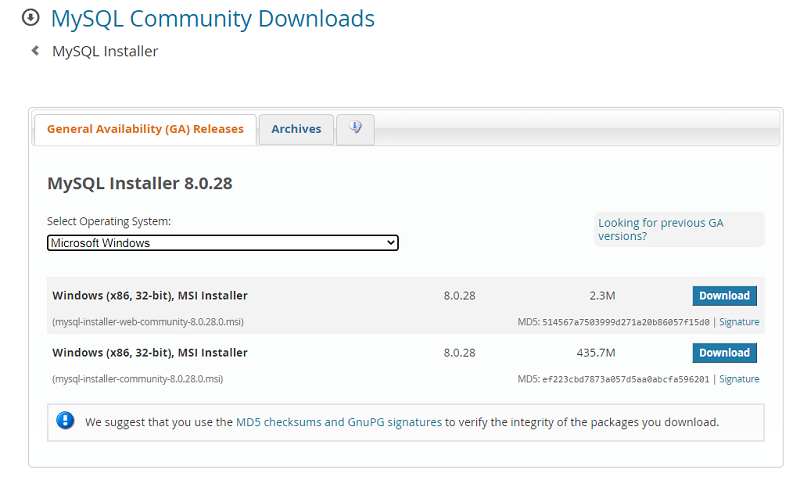 MySQL Community Downloads
MySQL Installer
General Availability (GA) Releases Archives
MySQL Installer 8.0.28
Select Operating System:
Microsoft Windows
Looking for previous GA
versions?
Windows (x86, 32-bit), MSI Installer 8.0.28 2.3M Download
(mysql-installer-web-community-8.0.28.0.msi) MD5: 514567a7503999d271a20b86057f15d0 | Signature
Windows (x86, 32-bit), MSI Installer 8.0.28 435.7M Download
(mysql-installer-community-8.0.28.0.msi) MD5: ef223cbd7873a057d5aa0abcfa596201 | Signature
We suggest that you use the MD5 checksums and GnuPG signatures to verify the integrity of the packages you download.